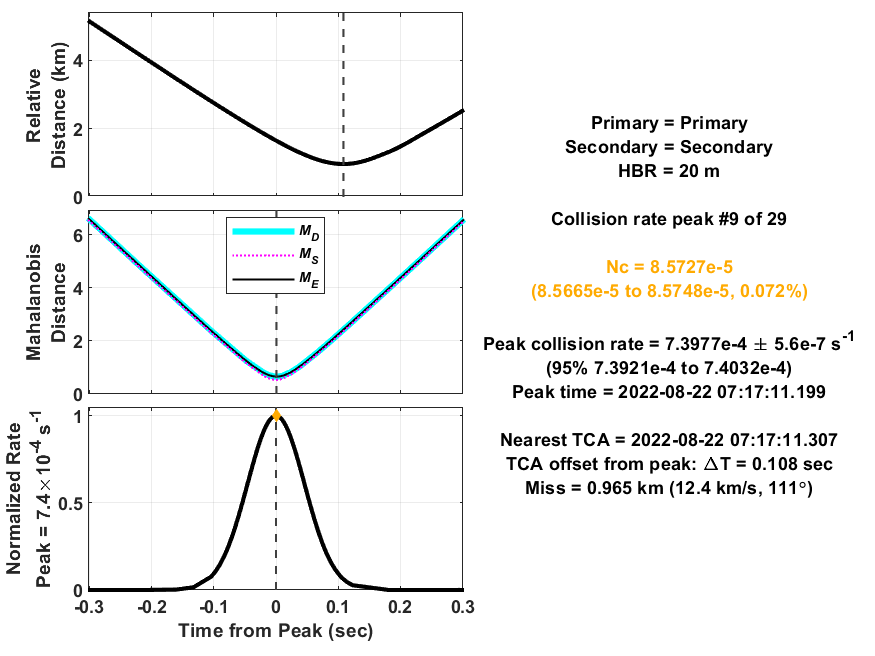 Relative
Distance (km)
4
2
0
Mahalanobis
Distance
6
4
2
0
M_D
M_S
M_E
Normalized Rate
Peak = 7.4×10^-4 s^-1
1
0.5
0
-0.3 -0.2 -0.1 0 0.1 0.2 0.3
Time from Peak (sec)
Primary = Primary
Secondary = Secondary
HBR = 20 m
Collision rate peak #9 of 29
Nc = 8.5727e-5
(8.5665e-5 to 8.5748e-5, 0.072%)
Peak collision rate = 7.3977e-4 ± 5.6e-7 s^-1
(95% 7.3921e-4 to 7.4032e-4)
Peak time = 2022-08-22 07:17:11.199
Nearest TCA = 2022-08-22 07:17:11.307
TCA offset from peak: ΔT = 0.108 sec
Miss = 0.965 km (12.4 km/s, 111°)